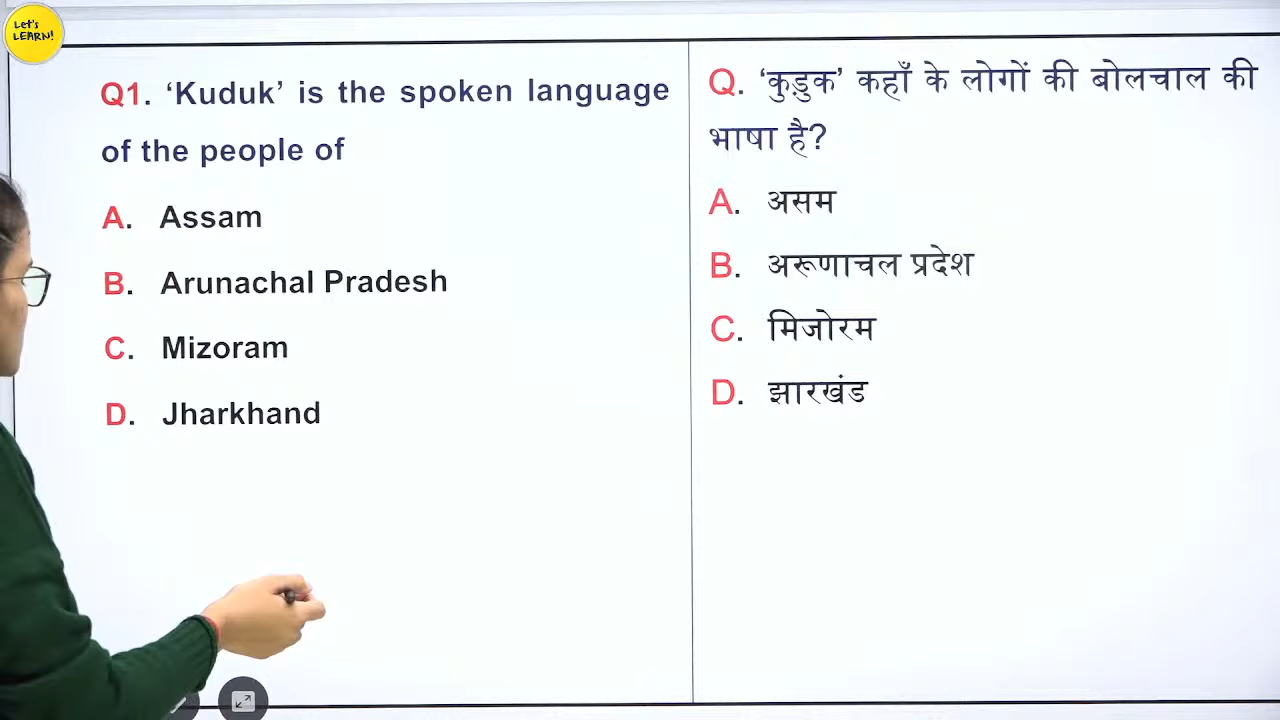 Let's
LEARN!
Q1. ‘Kuduk’ is the spoken language
of the people of
A. Assam
B. Arunachal Pradesh
C. Mizoram
D. Jharkhand
Q. ‘कुड़ुक’ कहाँ के लोगों की बोलचाल की
भाषा है?
A. असम
B. अरूणाचल प्रदेश
C. मिजोरम
D. झारखंड